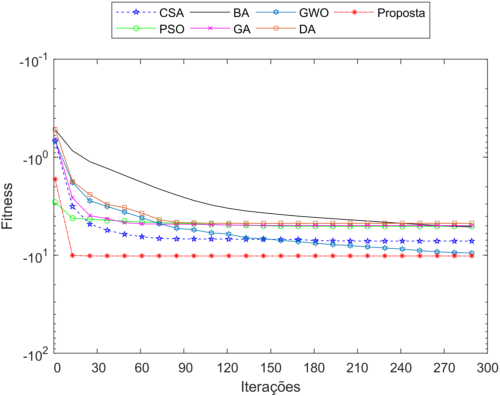 CSA BA GWO Proposta
PSO GA DA
-10^-1
-10^0
-10^1
-10^2
Fitness
0 30 60 90 120 150 180 210 240 270 300
Iterações